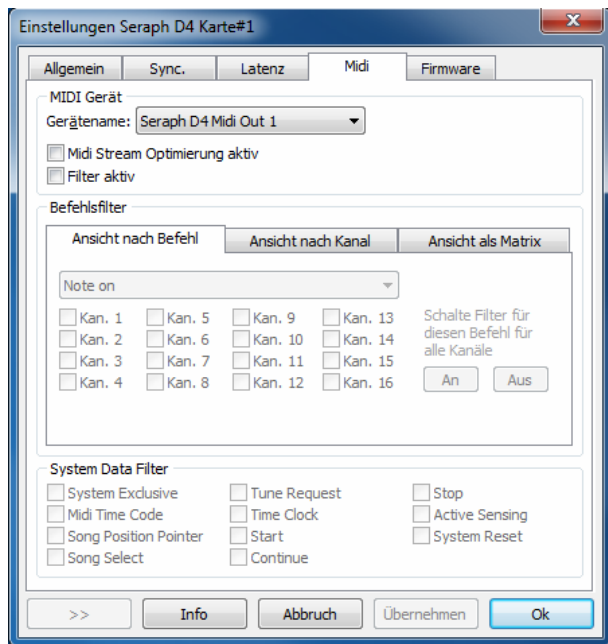 Einstellungen Seraph D4 Karte#1
Allgemein Sync. Latenz Midi Firmware
MIDI Gerät
Gerätename: Seraph D4 Midi Out 1
Midi Stream Optimierung aktiv
Filter aktiv
Befehlsfilter
Ansicht nach Befehl Ansicht nach Kanal Ansicht als Matrix
Note on
Kan. 1 Kan. 5 Kan. 9 Kan. 13
Kan. 2 Kan. 6 Kan. 10 Kan. 14
Kan. 3 Kan. 7 Kan. 11 Kan. 15
Kan. 4 Kan. 8 Kan. 12 Kan. 16
Schalte Filter für
diesen Befehl für
alle Kanäle
An Aus
System Data Filter
System Exclusive Tune Request Stop
Midi Time Code Time Clock Active Sensing
Song Position Pointer Start System Reset
Song Select Continue
>> Info Abbruch Übernehmen Ok